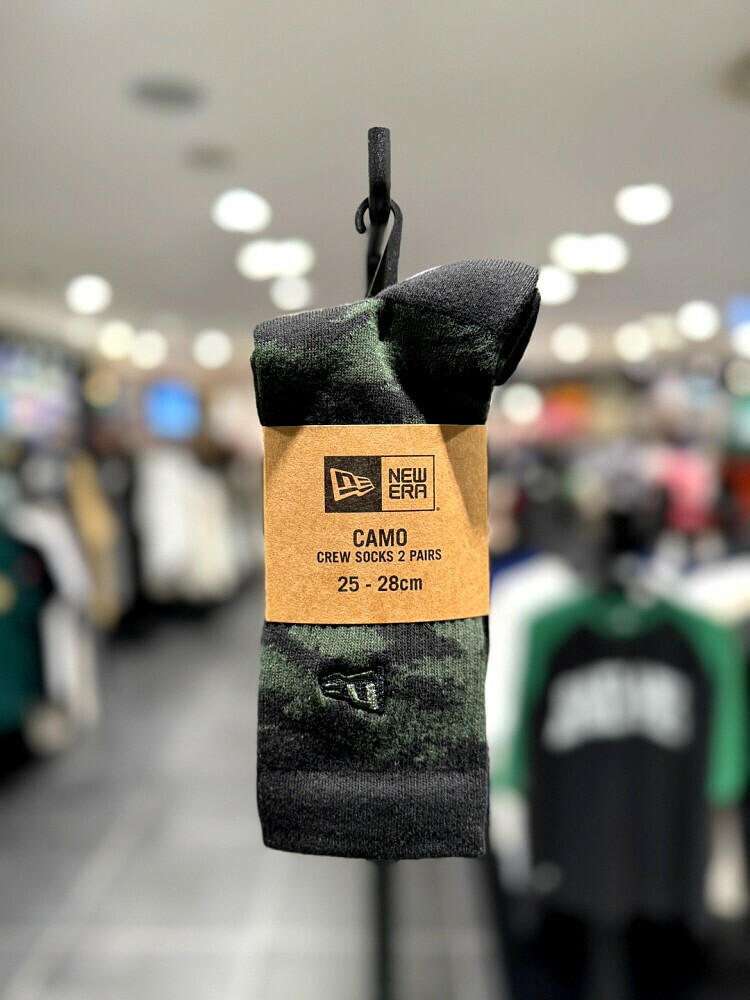 NEW
ERA
CAMO
CREW SOCKS 2 PAIRS
25 - 28cm